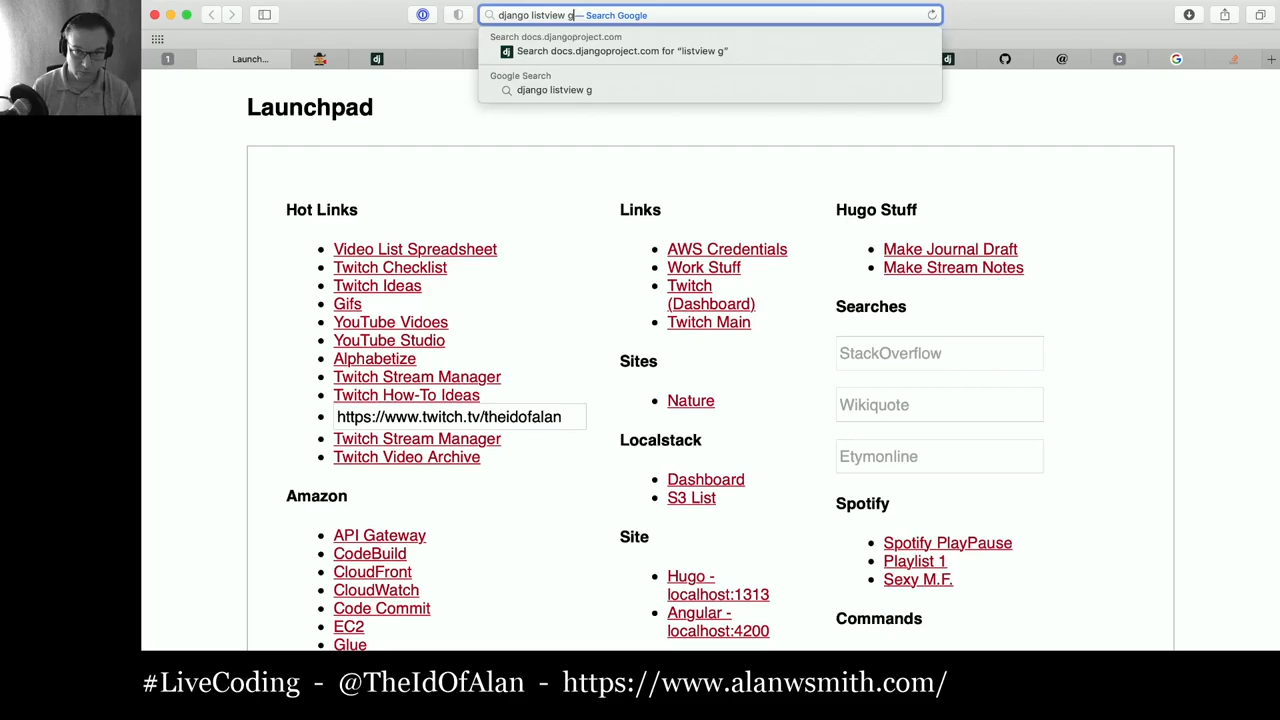 django listview g — Search Google
Search docs.djangoproject.com
dj Search docs.djangoproject.com for “listview g”
Google Search
django listview g
1
Launch…
dj
dj
@
C
G
Launchpad
Hot Links
Video List Spreadsheet
Twitch Checklist
Twitch Ideas
Gifs
YouTube Vidoes
YouTube Studio
Alphabetize
Twitch Stream Manager
Twitch How-To Ideas
https://www.twitch.tv/theidofalan
Twitch Stream Manager
Twitch Video Archive
Amazon
API Gateway
CodeBuild
CloudFront
CloudWatch
Code Commit
EC2
Glue
Links
AWS Credentials
Work Stuff
Twitch
(Dashboard)
Twitch Main
Sites
Nature
Localstack
Dashboard
S3 List
Site
Hugo -
localhost:1313
Angular -
localhost:4200
Hugo Stuff
Make Journal Draft
Make Stream Notes
Searches
StackOverflow
Wikiquote
Etymonline
Spotify
Spotify PlayPause
Playlist 1
Sexy M.F.
Commands
#LiveCoding - @TheIdOfAlan - https://www.alanwsmith.com/